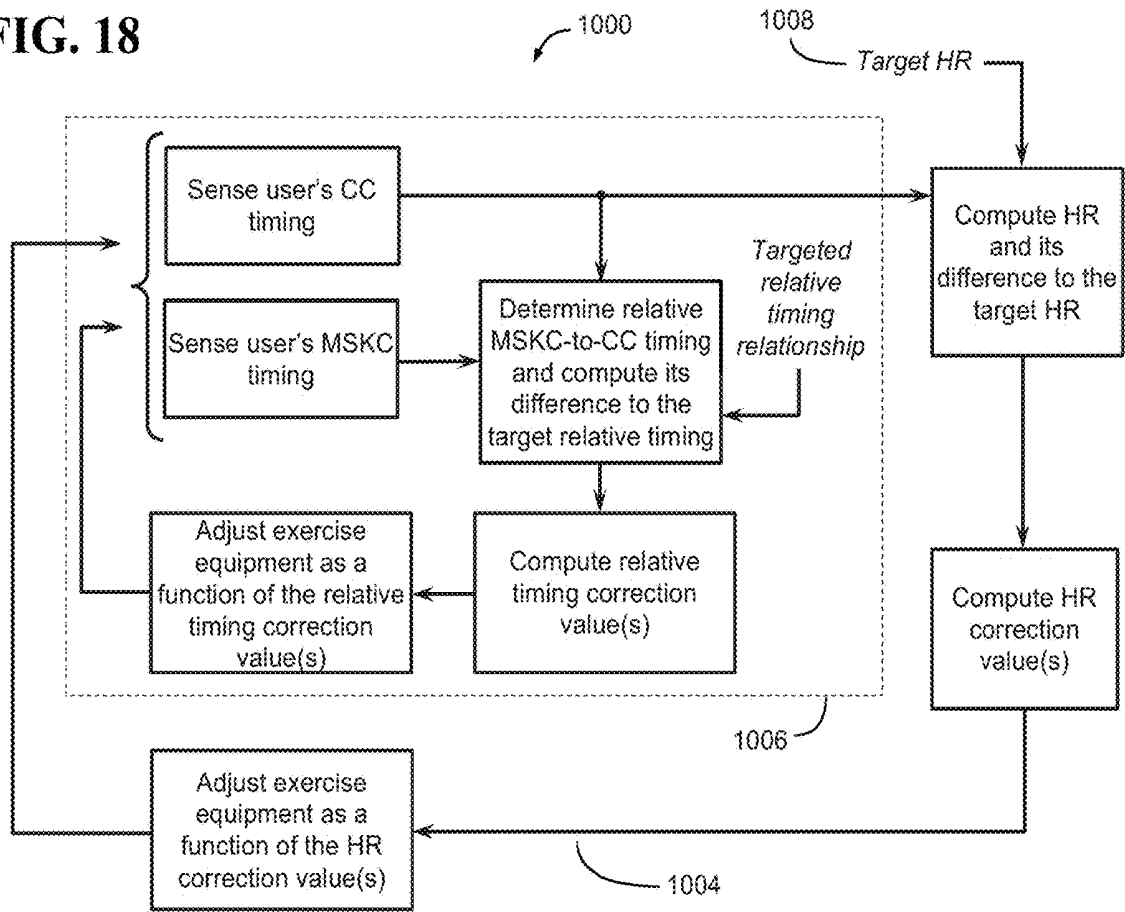 FIG. 18
1000
1008
Target HR
Sense user's CC
timing
Compute HR
and its
difference to the
target HR
Targeted
relative
timing
relationship
Sense user's MSKC
timing
Determine relative
MSKC-to-CC timing
and compute its
difference to the
target relative timing
Adjust exercise
equipment as a
function of the relative
timing correction
value(s)
Compute relative
timing correction
value(s)
Compute HR
correction
value(s)
1006
Adjust exercise
equipment as a
function of the HR
correction value(s)
1004